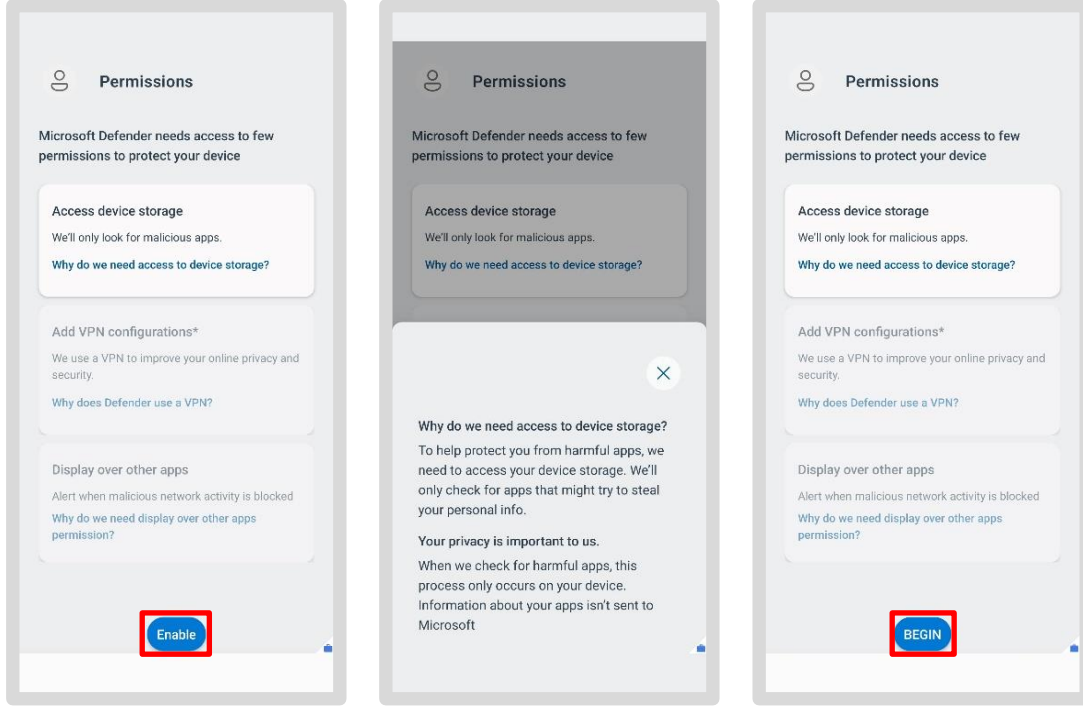 Permissions
Microsoft Defender needs access to few
permissions to protect your device
Access device storage
We'll only look for malicious apps.
Why do we need access to device storage?
Add VPN configurations*
We use a VPN to improve your online privacy and
security.
Why does Defender use a VPN?
Display over other apps
Alert when malicious network activity is blocked
Why do we need display over other apps
permission?
Enable
Permissions
Microsoft Defender needs access to few
permissions to protect your device
Access device storage
We'll only look for malicious apps.
Why do we need access to device storage?
Why do we need access to device storage?
To help protect you from harmful apps, we
need to access your device storage. We'll
only check for apps that might try to steal
your personal info.
Your privacy is important to us.
When we check for harmful apps, this
process only occurs on your device.
Information about your apps isn't sent to
Microsoft
Permissions
Microsoft Defender needs access to few
permissions to protect your device
Access device storage
We'll only look for malicious apps.
Why do we need access to device storage?
Add VPN configurations*
We use a VPN to improve your online privacy and
security.
Why does Defender use a VPN?
Display over other apps
Alert when malicious network activity is blocked
Why do we need display over other apps
permission?
BEGIN